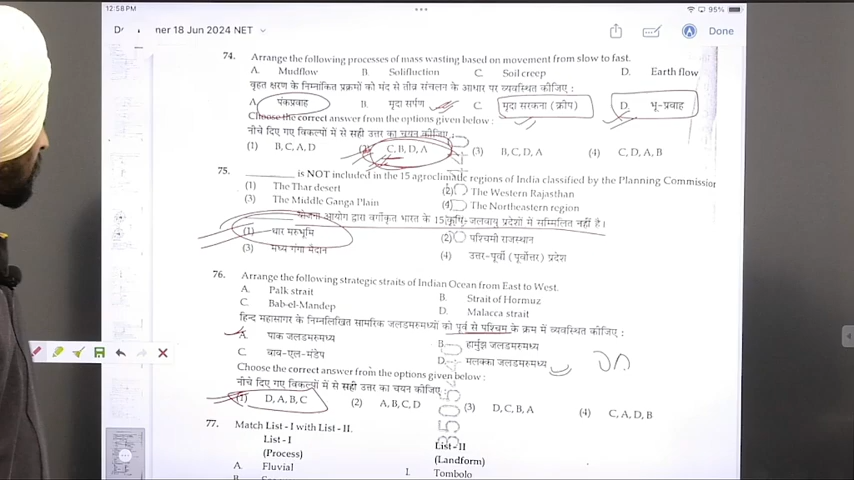 12:58 PM
95%
ner 18 Jun 2024 NET
Done
74. Arrange the following processes of mass wasting based on movement from slow to fast.
A. Mudflow B. Solifluction C. Soil creep D. Earth flow
बृहत क्षरण के निम्नांकित प्रक्रमों को मंद से तीव्र संचलन के आधार पर व्यवस्थित कीजिए :
A. पंकप्रवाह B. मृदा सर्पण C. मृदा सरकना (क्रीप) D. भू-प्रवाह
Choose the correct answer from the options given below :
नीचे दिए गए विकल्पों में से सही उत्तर का चयन कीजिए :
(1) B, C, A, D (2) C, B, D, A (3) B, C, D, A (4) C, D, A, B
75. ________ is NOT included in the 15 agroclimatic regions of India classified by the Planning Commission
(1) The Thar desert (2) The Western Rajasthan
(3) The Middle Ganga Plain (4) The Northeastern region
योजना आयोग द्वारा वर्गीकृत भारत के 15 कृषि-जलवायु प्रदेशों में सम्मिलित नहीं है।
(1) थार मरुभूमि (2) पश्चिमी राजस्थान
(3) मध्य गंगा मैदान (4) उत्तर-पूर्वी (पूर्वोत्तर) प्रदेश
76. Arrange the following strategic straits of Indian Ocean from East to West.
A. Palk strait B. Strait of Hormuz
C. Bab-el-Mandep D. Malacca strait
हिन्द महासागर के निम्नलिखित सामरिक जलडमरुमध्यों को पूर्व से पश्चिम के क्रम में व्यवस्थित कीजिए :
A. पाक जलडमरुमध्य B. हार्मुझ जलडमरुमध्य
C. बाय-एल-मंडेप D. मलक्का जलडमरुमध्य
Choose the correct answer from the options given below :
नीचे दिए गए विकल्पों में से सही उत्तर का चयन कीजिए :
(1) D, A, B, C (2) A, B, C, D (3) D, C, B, A (4) C, A, D, B
77. Match List - I with List - II.
List - I List - II
(Process) (Landform)
A. Fluvial I. Tombolo